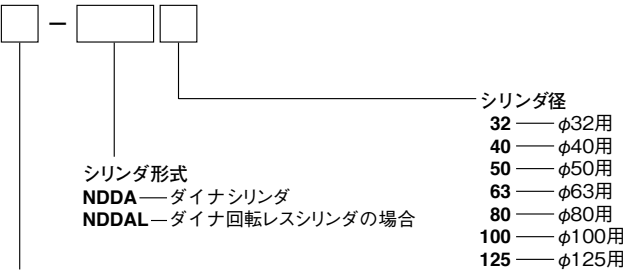 −
シリンダ径
32 ── φ32用
40 ── φ40用
50 ── φ50用
63 ── φ63用
80 ── φ80用
100 ── φ100用
125 ── φ125用
シリンダ形式
NDDA ── ダイナシリンダ
NDDAL ─ ダイナ回転レスシリンダの場合